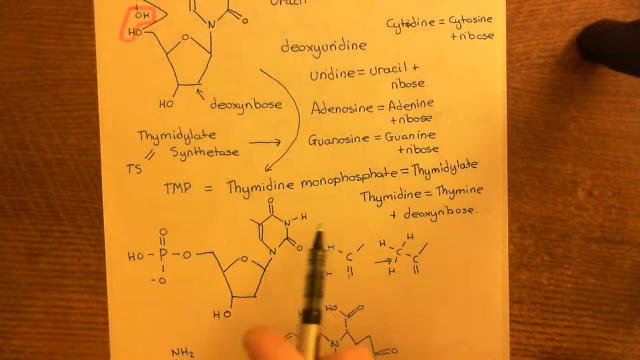 Uracil
OH
HO
N
O
O
HO
deoxyuridine
Cytidine = Cytosine
+ ribose
Uridine = Uracil +
ribose.
deoxyribose
Adenosine = Adenine
+ ribose
Thymidylate
Synthetase
TS
Guanosine = Guanine
+ ribose
TMP = Thymidine monophosphate = Thymidylate
Thymidine = Thymine
+ deoxyribose.
O
N
H
O
N
O
HO
P
O
O
-O
HO
H
C
H
H
H
C
C
H
HO
O
N
O
NH2